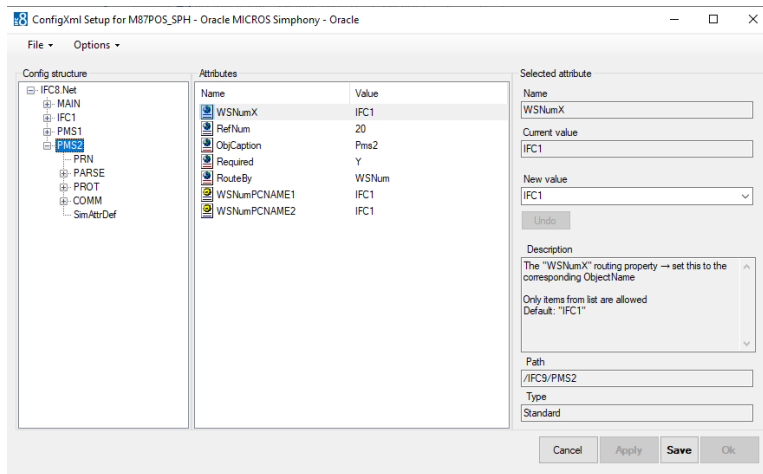 ConfigXml Setup for M87POS_SPH - Oracle MICROS Simphony - Oracle
File
Options
Config structure
IFC8.Net
MAIN
IFC1
PMS1
PMS2
PRN
PARSE
PROT
COMM
SimAttrDef
Attributes
Name Value
WSNumX IFC1
RefNum 20
ObjCaption Pms2
Required Y
RouteBy WSNum
WSNumPCNAME1 IFC1
WSNumPCNAME2 IFC1
Selected attribute
Name
WSNumX
Current value
IFC1
New value
IFC1
Undo
Description
The "WSNumX" routing property → set this to the
corresponding ObjectName
Only items from list are allowed
Default: "IFC1"
Path
/IFC9/PMS2
Type
Standard
Cancel Apply Save Ok